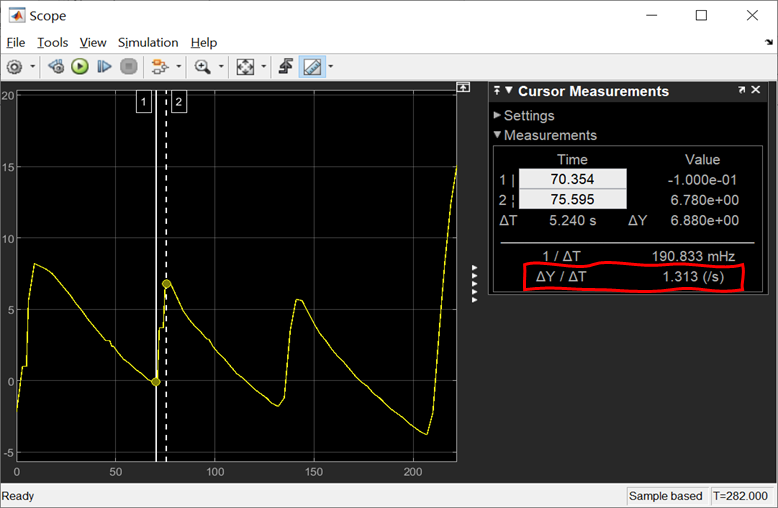 Scope
File Tools View Simulation Help
1 2
20
15
10
5
0
-5
0 50 100 150 200
Cursor Measurements
Settings
Measurements
Time Value
1 | 70.354 -1.000e-01
2 ¦ 75.595 6.780e+00
ΔT 5.240 s ΔY 6.880e+00
1 / ΔT 190.833 mHz
ΔY / ΔT 1.313 (/s)
Ready Sample based T=282.000